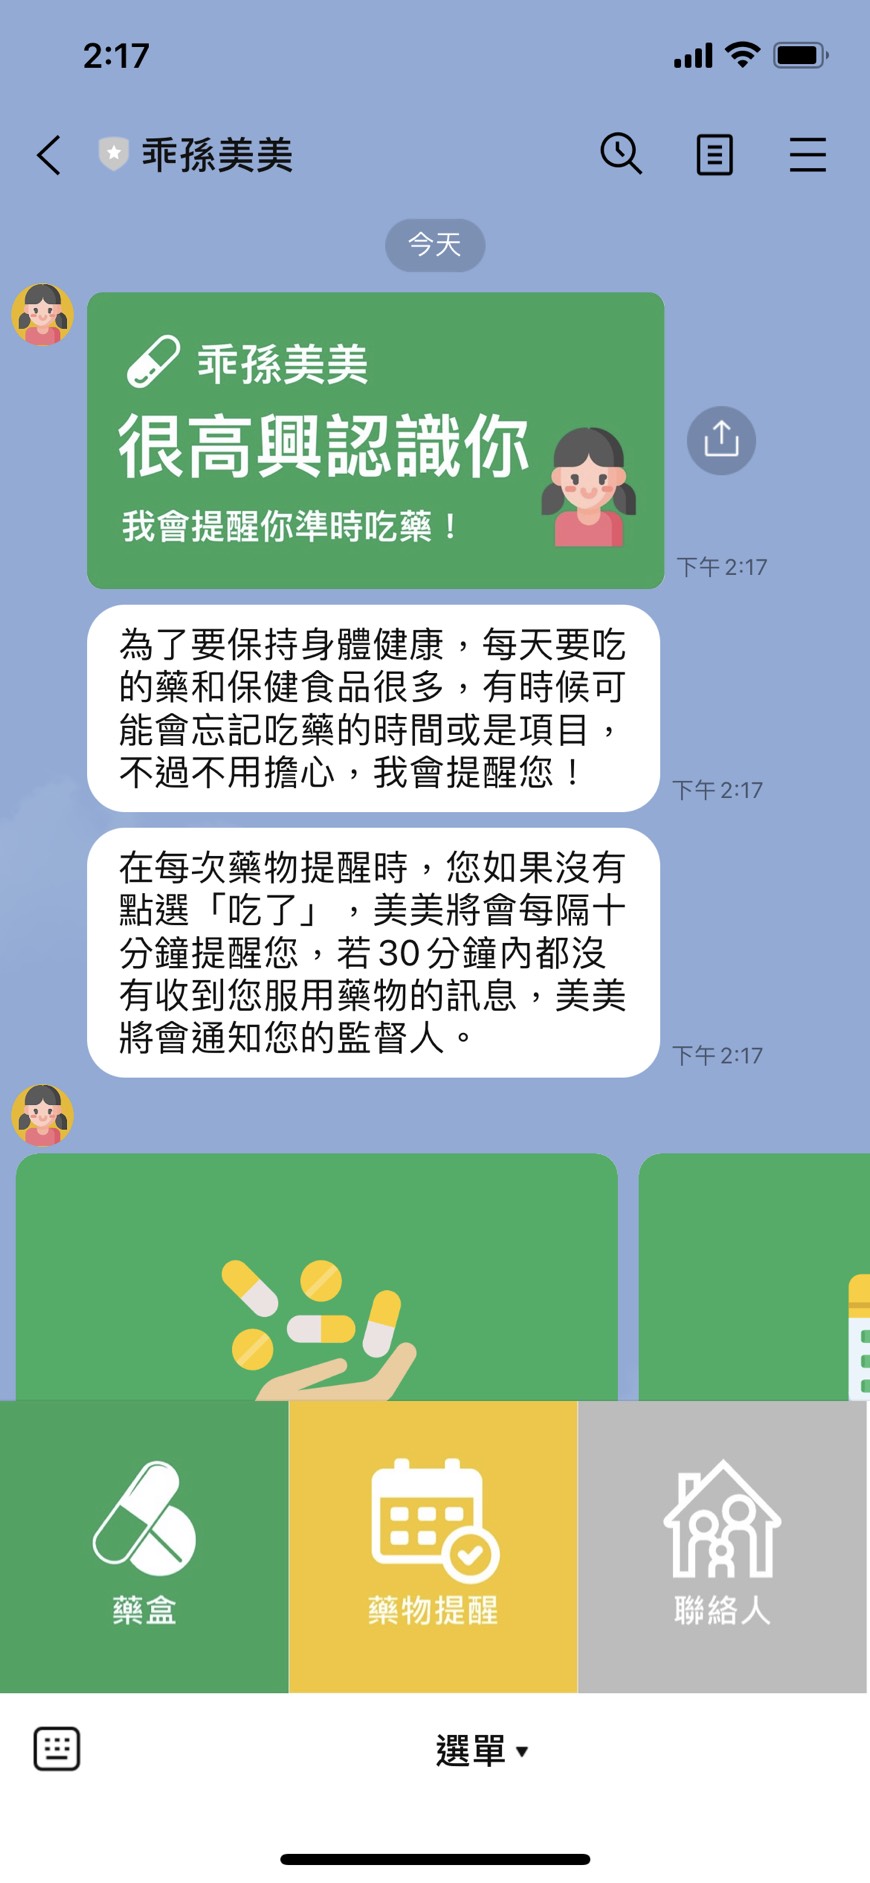 2:17
乖孫美美
今天
乖孫美美
很高興認識你
我會提醒你準時吃藥！
下午 2:17
為了要保持身體健康，每天要吃
的藥和保健食品很多，有時候可
能會忘記吃藥的時間或是項目，
不過不用擔心，我會提醒您！
下午 2:17
在每次藥物提醒時，您如果沒有
點選「吃了」，美美將會每隔十
分鐘提醒您，若30分鐘內都沒
有收到您服用藥物的訊息，美美
將會通知您的監督人。
下午 2:17
藥盒
藥物提醒
聯絡人
選單